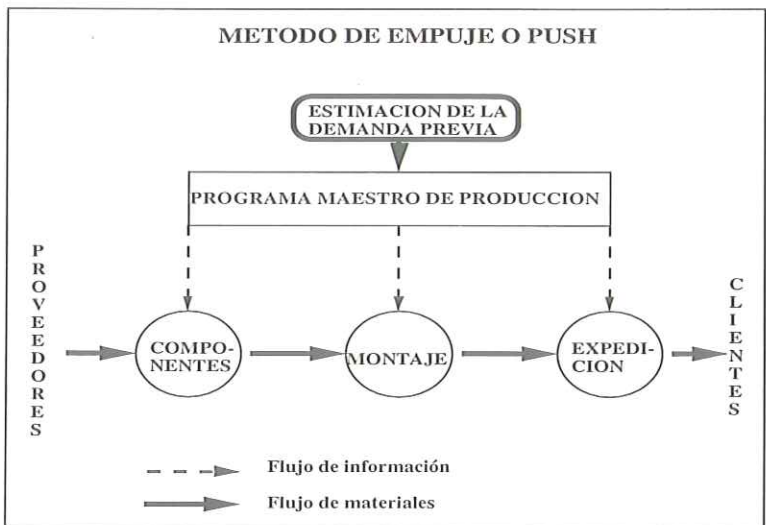 METODO DE EMPUJE O PUSH
ESTIMACION DE LA
DEMANDA PREVIA
PROGRAMA MAESTRO DE PRODUCCION
PROVEEDORES
COMPO-
NENTES
MONTAJE
EXPEDI-
CION
CLIENTES
Flujo de información
Flujo de materiales